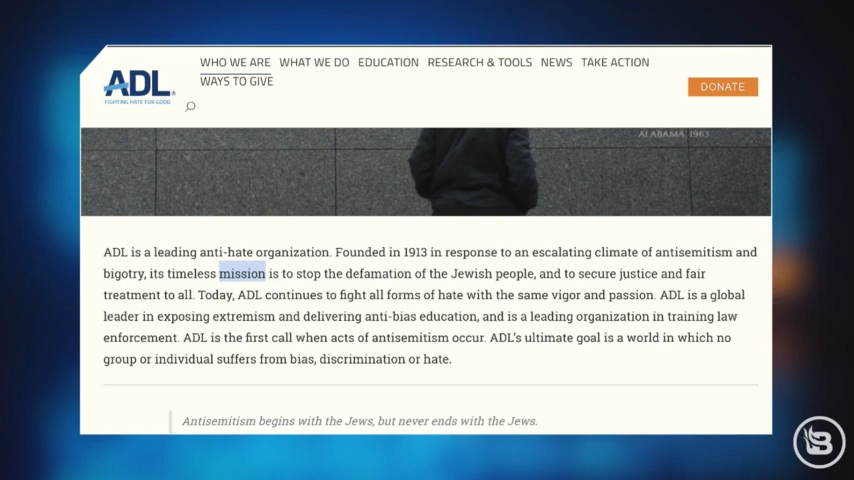 WHO WE ARE WHAT WE DO EDUCATION RESEARCH & TOOLS NEWS TAKE ACTION
WAYS TO GIVE
ADL®
FIGHTING HATE FOR GOOD
DONATE
ALABAMA, 1963
ADL is a leading anti-hate organization. Founded in 1913 in response to an escalating climate of antisemitism and
bigotry, its timeless mission is to stop the defamation of the Jewish people, and to secure justice and fair
treatment to all. Today, ADL continues to fight all forms of hate with the same vigor and passion. ADL is a global
leader in exposing extremism and delivering anti-bias education, and is a leading organization in training law
enforcement. ADL is the first call when acts of antisemitism occur. ADL's ultimate goal is a world in which no
group or individual suffers from bias, discrimination or hate.
Antisemitism begins with the Jews, but never ends with the Jews.
B